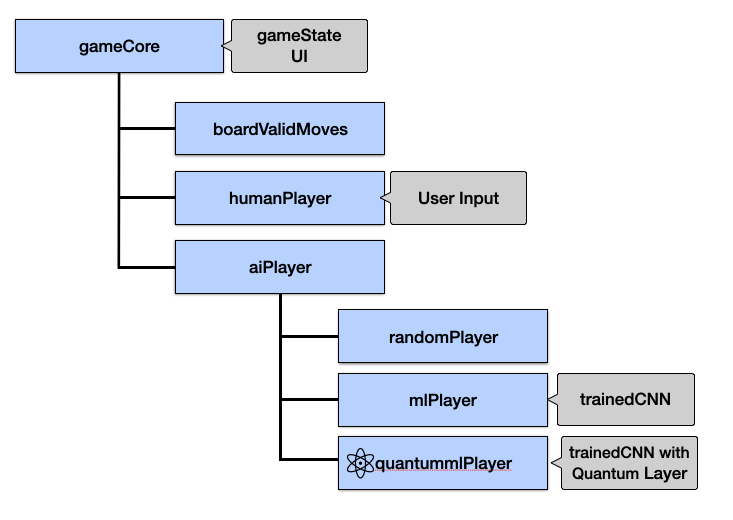 gameCore
gameState
UI
boardValidMoves
humanPlayer
User Input
aiPlayer
randomPlayer
mlPlayer
trainedCNN
quantummlPlayer
trainedCNN with
Quantum Layer